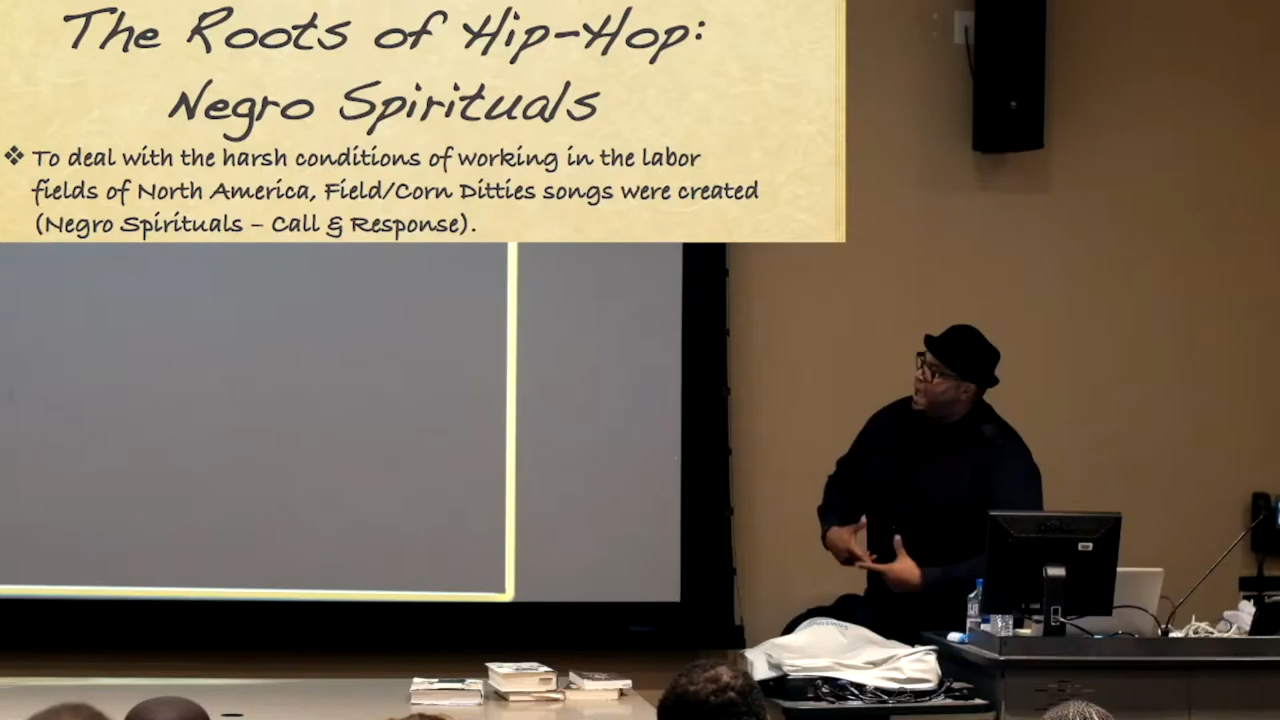 The Roots of Hip-Hop:
Negro Spirituals
❖ To deal with the harsh conditions of working in the labor
fields of North America, Field/Corn Ditties songs were created
(Negro Spirituals – Call & Response).